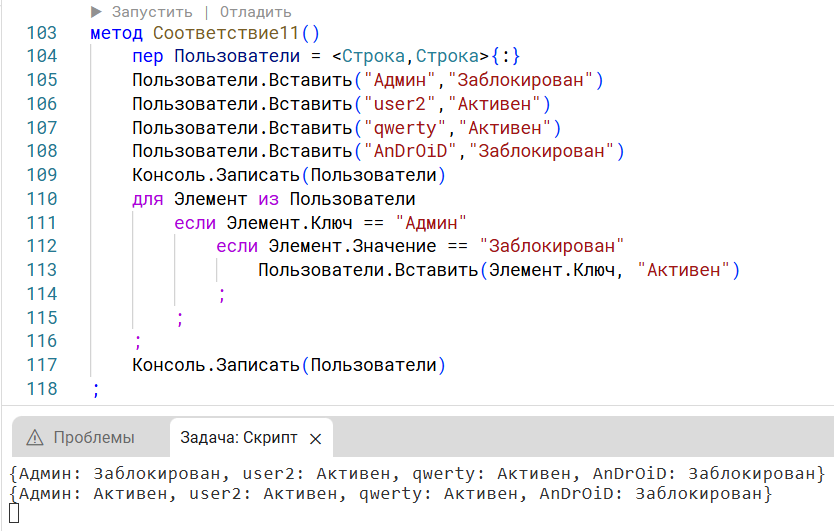 ▶ Запустить | Отладить
103 метод Соответствие11()
104 пер Пользователи = <Строка,Строка>{:}
105 Пользователи.Вставить("Админ","Заблокирован")
106 Пользователи.Вставить("user2","Активен")
107 Пользователи.Вставить("qwerty","Активен")
108 Пользователи.Вставить("AnDrOiD","Заблокирован")
109 Консоль.Записать(Пользователи)
110 для Элемент из Пользователи
111 если Элемент.Ключ == "Админ"
112 если Элемент.Значение == "Заблокирован"
113 Пользователи.Вставить(Элемент.Ключ, "Активен")
114 ;
115 ;
116 ;
117 Консоль.Записать(Пользователи)
118 ;
Проблемы Задача: Скрипт ×
{Админ: Заблокирован, user2: Активен, qwerty: Активен, AnDrOiD: Заблокирован}
{Админ: Активен, user2: Активен, qwerty: Активен, AnDrOiD: Заблокирован}